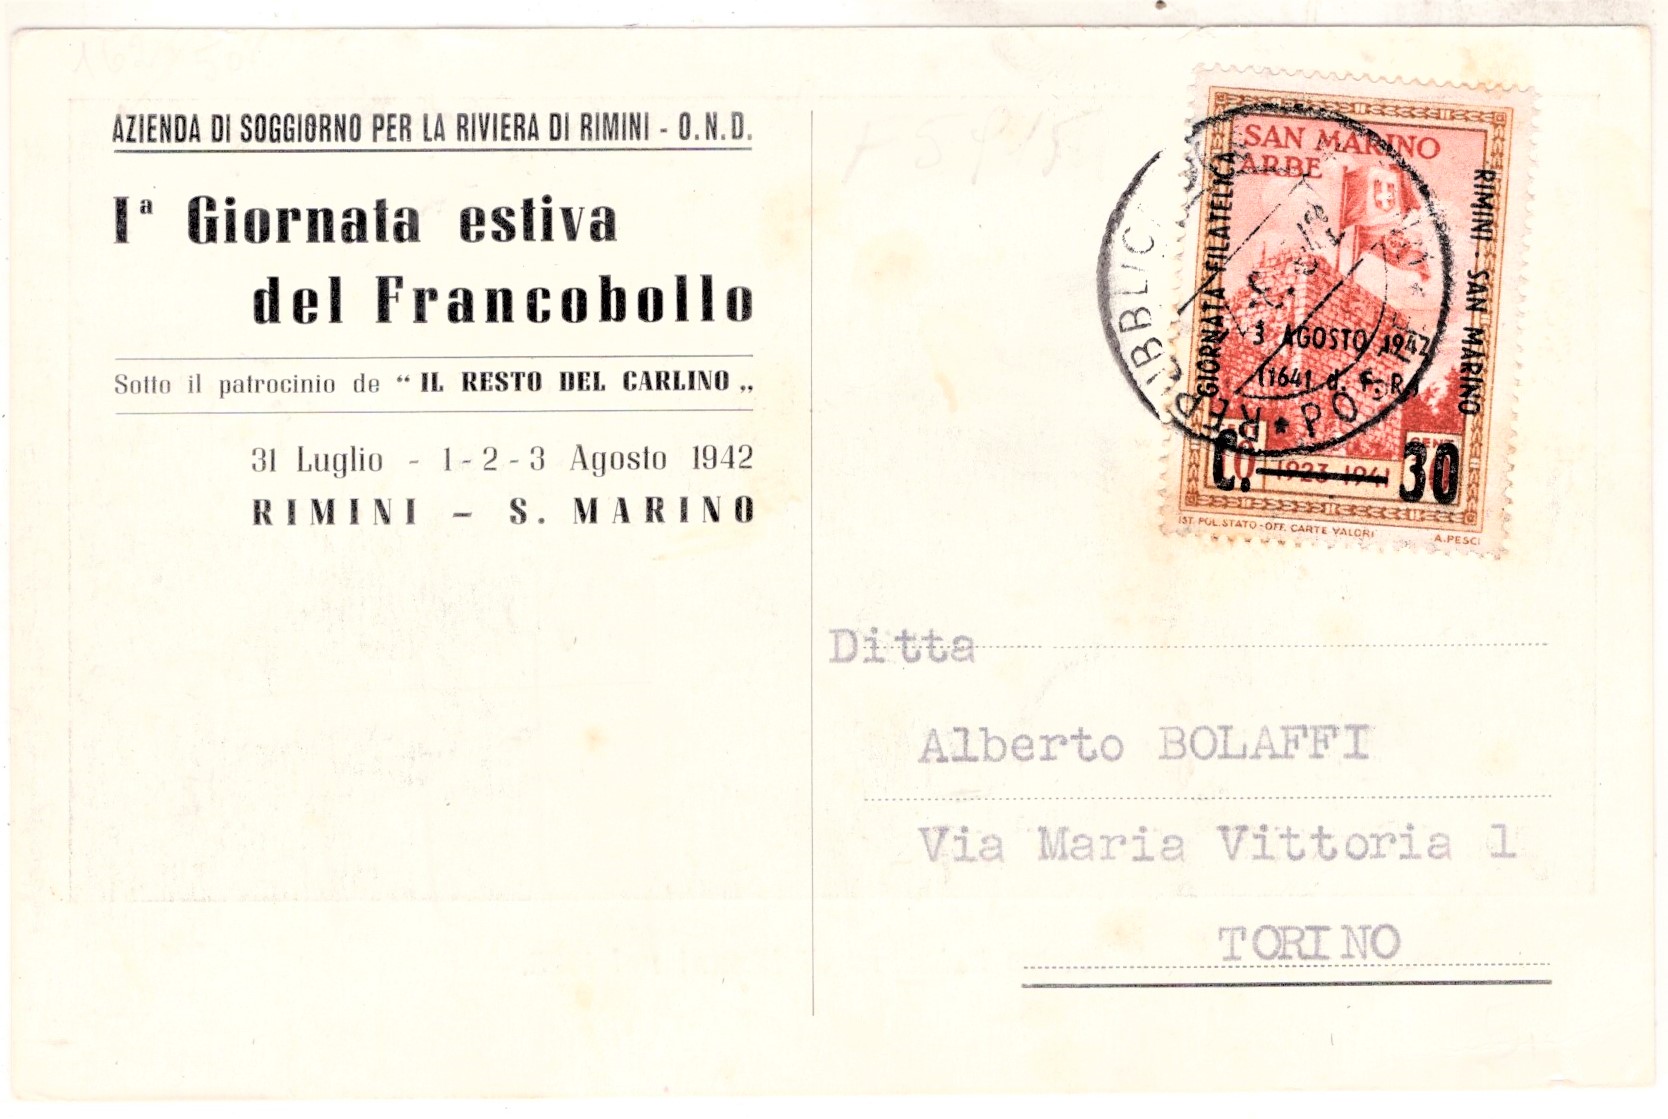 AZIENDA DI SOGGIORNO PER LA RIVIERA DI RIMINI - O.N.D.
Iª Giornata estiva
del Francobollo
Sotto il patrocinio de “ IL RESTO DEL CARLINO „
31 Luglio - 1 - 2 - 3 Agosto 1942
RIMINI - S. MARINO
SAN MARINO
ARBE
GIORNATA FILATELICA
RIMINI - SAN MARINO
3 AGOSTO 1942
(1641 d. F. R.)
1923-1941
C. 30
IST. POL. STATO - OFF. CARTE VALORI A. PESCI
REPUBBLICA
Ditta
Alberto BOLAFFI
Via Maria Vittoria 1
TORINO